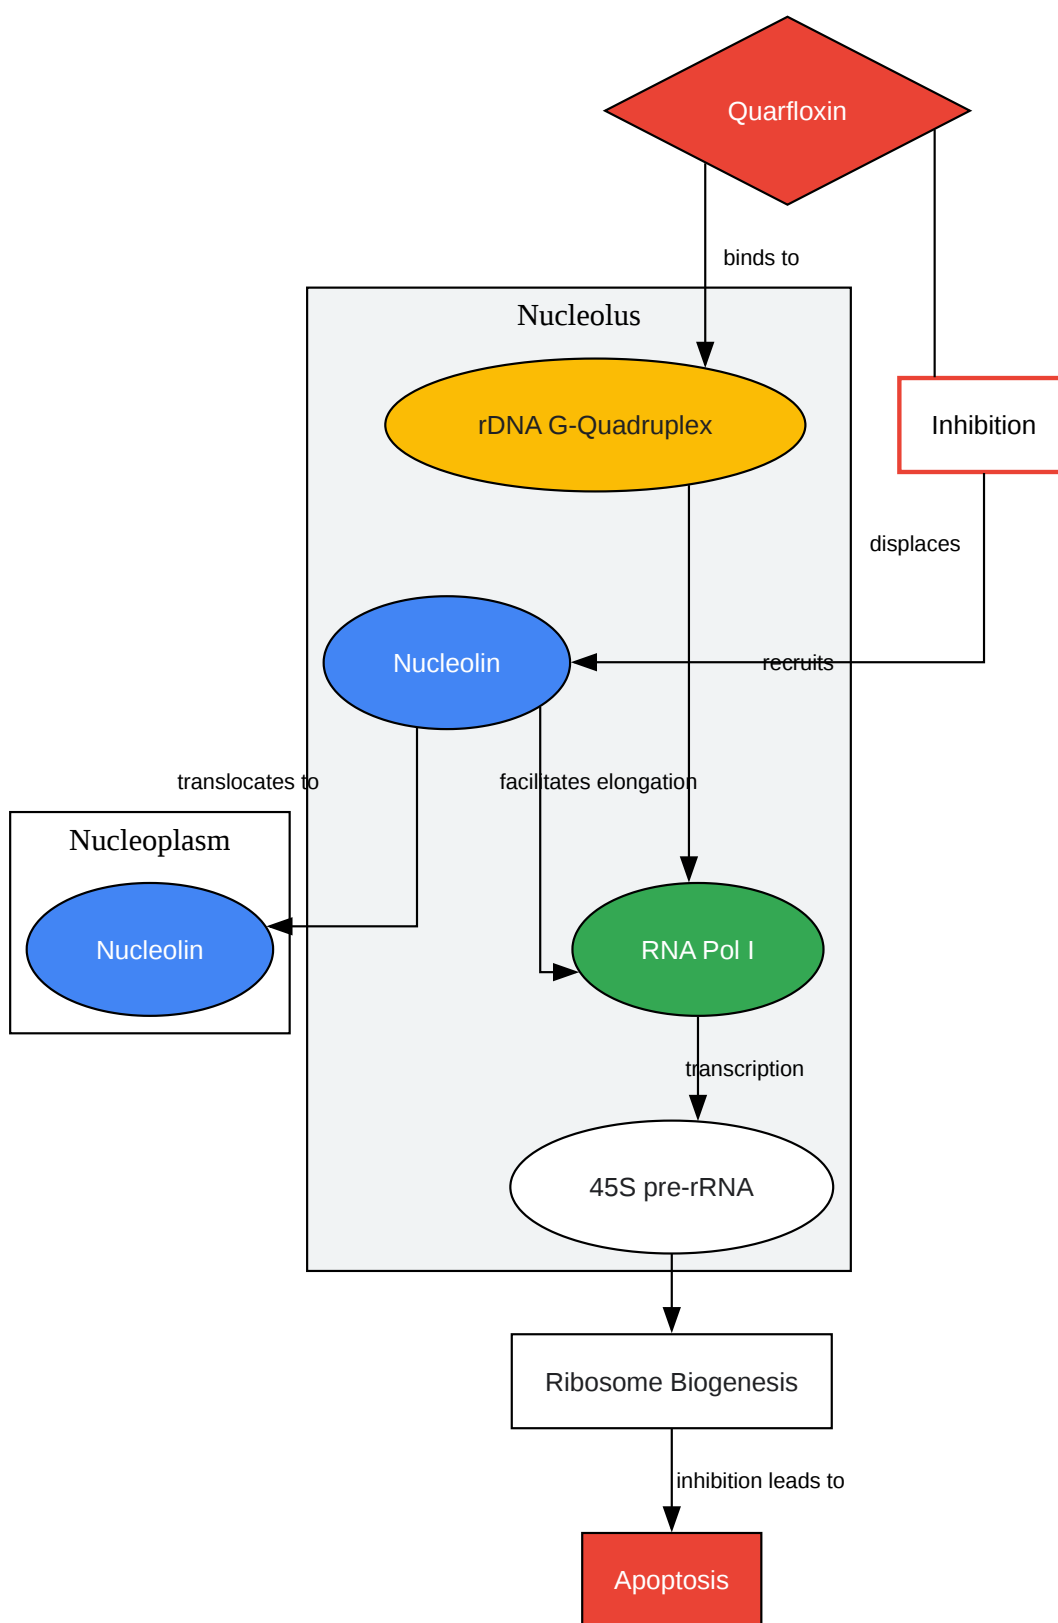 Quarfloxin
binds to
Nucleolus
rDNA G-Quadruplex
Inhibition
displaces
Nucleolin
recruits
translocates to
facilitates elongation
Nucleoplasm
Nucleolin
RNA Pol I
transcription
45S pre-rRNA
Ribosome Biogenesis
inhibition leads to
Apoptosis